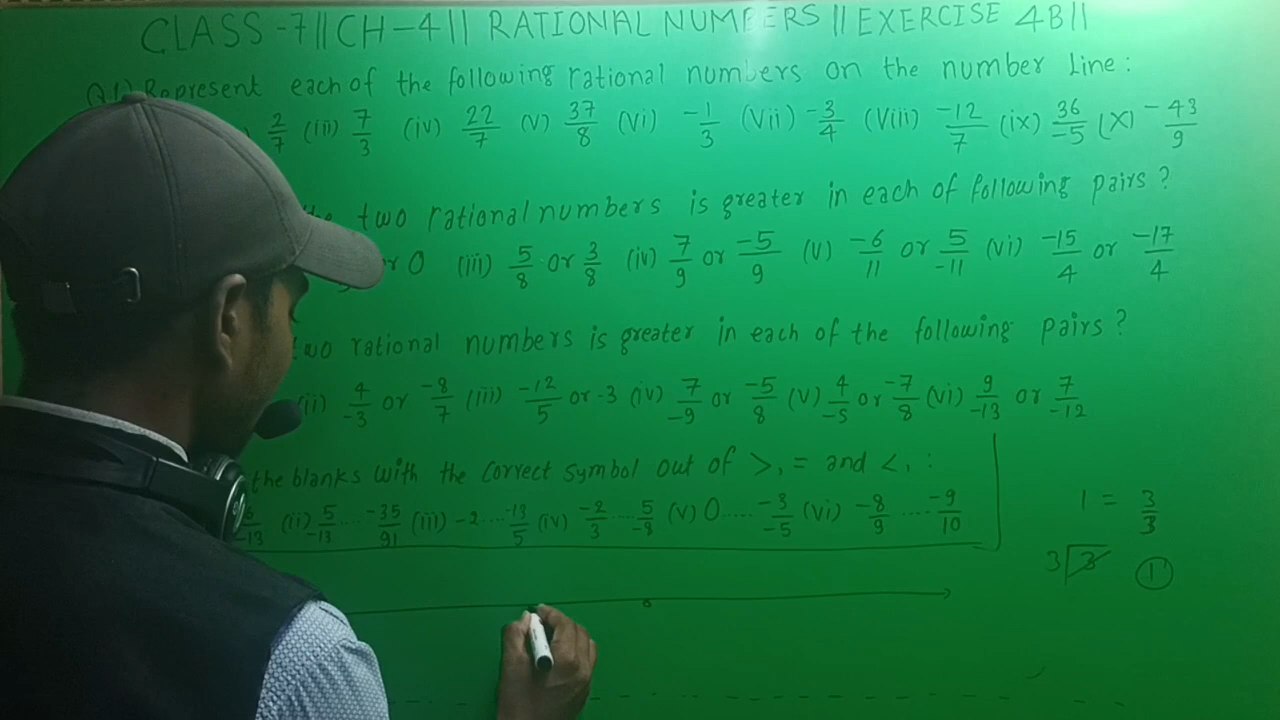 CLASS -7 || CH-4 || RATIONAL NUMBERS || EXERCISE 4B ||
Q1) Represent each of the following rational numbers on the number line:
2/7 (iii) 7/3 (iv) 22/7 (v) 37/8 (vi) -1/3 (vii) -3/4 (viii) -12/7 (ix) 36/-5 (x) -43/9
the two rational numbers is greater in each of following pairs?
or 0 (iii) 5/8 or 3/8 (iv) 7/9 or -5/9 (v) -6/11 or 5/-11 (vi) -15/4 or -17/4
two rational numbers is greater in each of the following pairs?
(ii) 4/-3 or -8/7 (iii) -12/5 or -3 (iv) 7/-9 or -5/8 (v) 4/-5 or -7/8 (vi) 9/-13 or 7/-12
the blanks with the correct symbol out of >, = and <, :
(ii) 5/-13 .... -35/91 (iii) -2 .... -13/5 (iv) -2/3 .... 5/-8 (v) 0 ..... -3/-5 (vi) -8/9 ..... -9/10
1 = 3/3
3 3 1
0